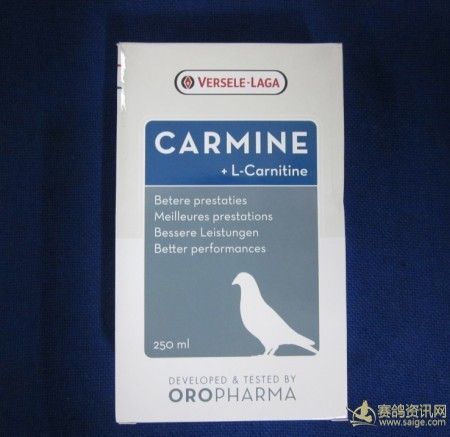 VERSELE-LAGA
CARMINE
+ L-Carnitine
Betere prestaties
Meilleures prestations
Bessere Leistungen
Better performances
250 ml
DEVELOPED & TESTED BY
OROPHARMA
赛鸽资讯网
www.saige.com